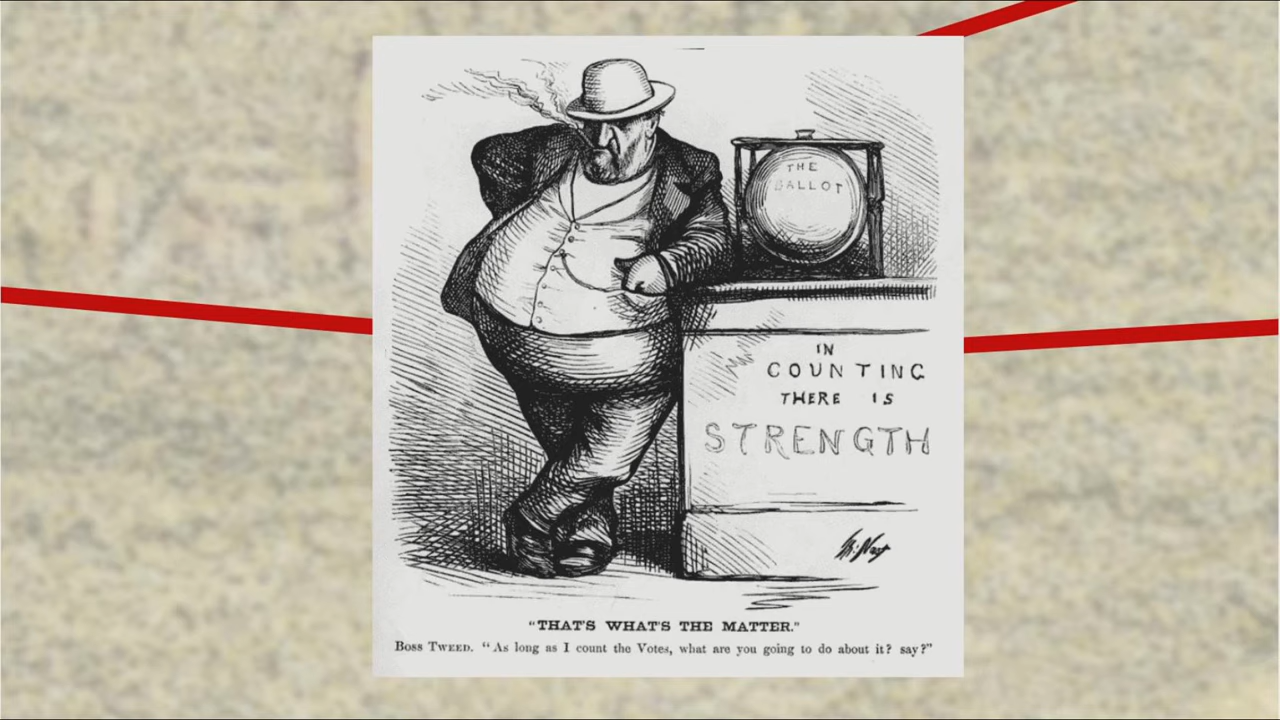 THE
BALLOT
IN
COUNTING
THERE IS
STRENGTH
Th: Nast
"THAT'S WHAT'S THE MATTER."
BOSS TWEED. "As long as I count the Votes, what are you going to do about it? say?"